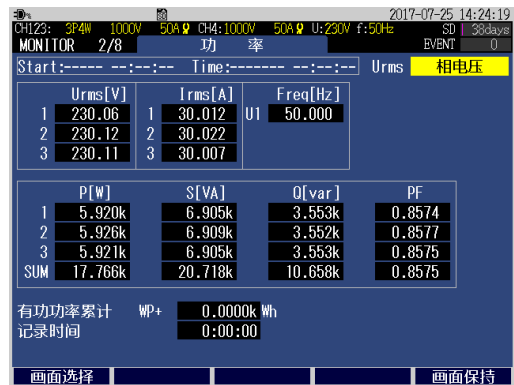 2017-07-25 14:24:19
CH123: 3P4W 1000V 50A CH4:1000V 50A U:230V f:50Hz SD 38days
MONITOR 2/8 功 率 EVENT 0
Start:----- --:--:-- Time:------- --:--:-- Urms 相电压
Urms[V] Irms[A] Freq[Hz]
1 230.06 1 30.012 U1 50.000
2 230.12 2 30.022
3 230.11 3 30.007
P[W] S[VA] Q[var] PF
1 5.920k 6.905k 3.553k 0.8574
2 5.926k 6.909k 3.552k 0.8577
3 5.921k 6.905k 3.553k 0.8575
SUM 17.766k 20.718k 10.658k 0.8575
有功功率累计 WP+ 0.0000k Wh
记录时间 0:00:00
画面选择 画面保持